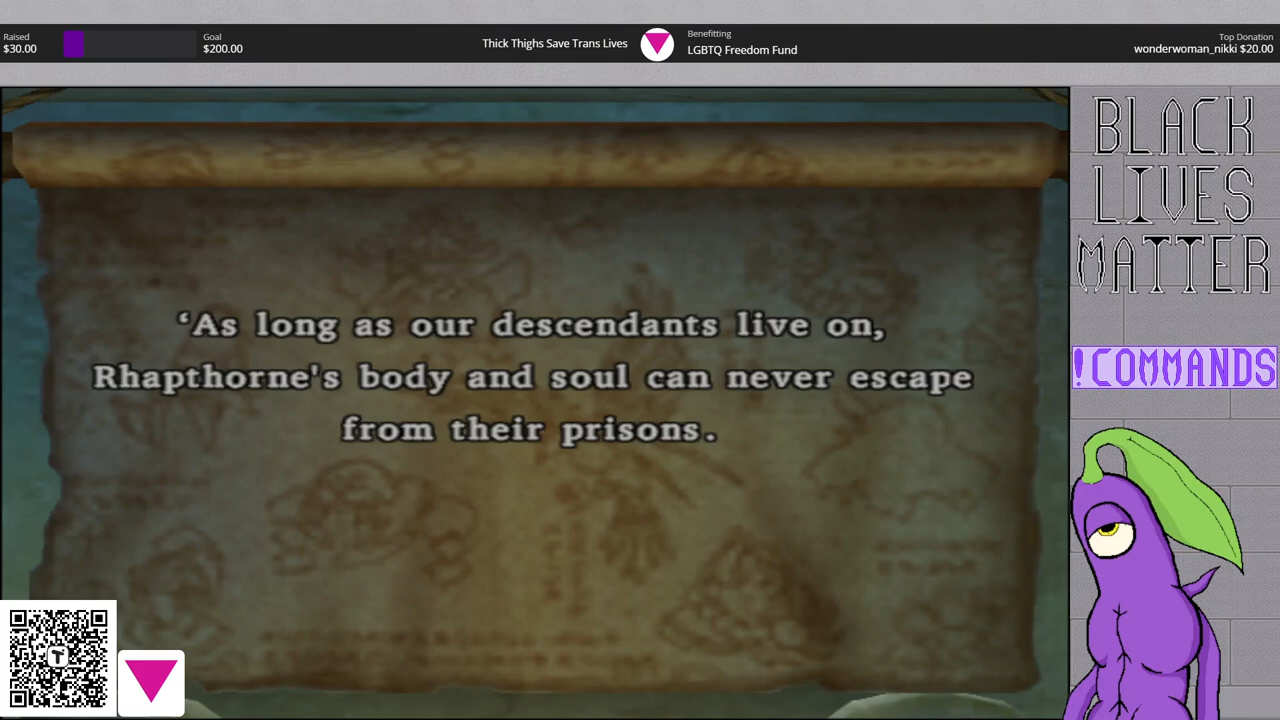 Raised
$30.00
Goal
$200.00
Thick Thighs Save Trans Lives
Benefitting
LGBTQ Freedom Fund
Top Donation
wonderwoman_nikki $20.00
BLACK
LIVES
MATTER
!COMMANDS
‘As long as our descendants live on,
Rhapthorne's body and soul can never escape
from their prisons.
T